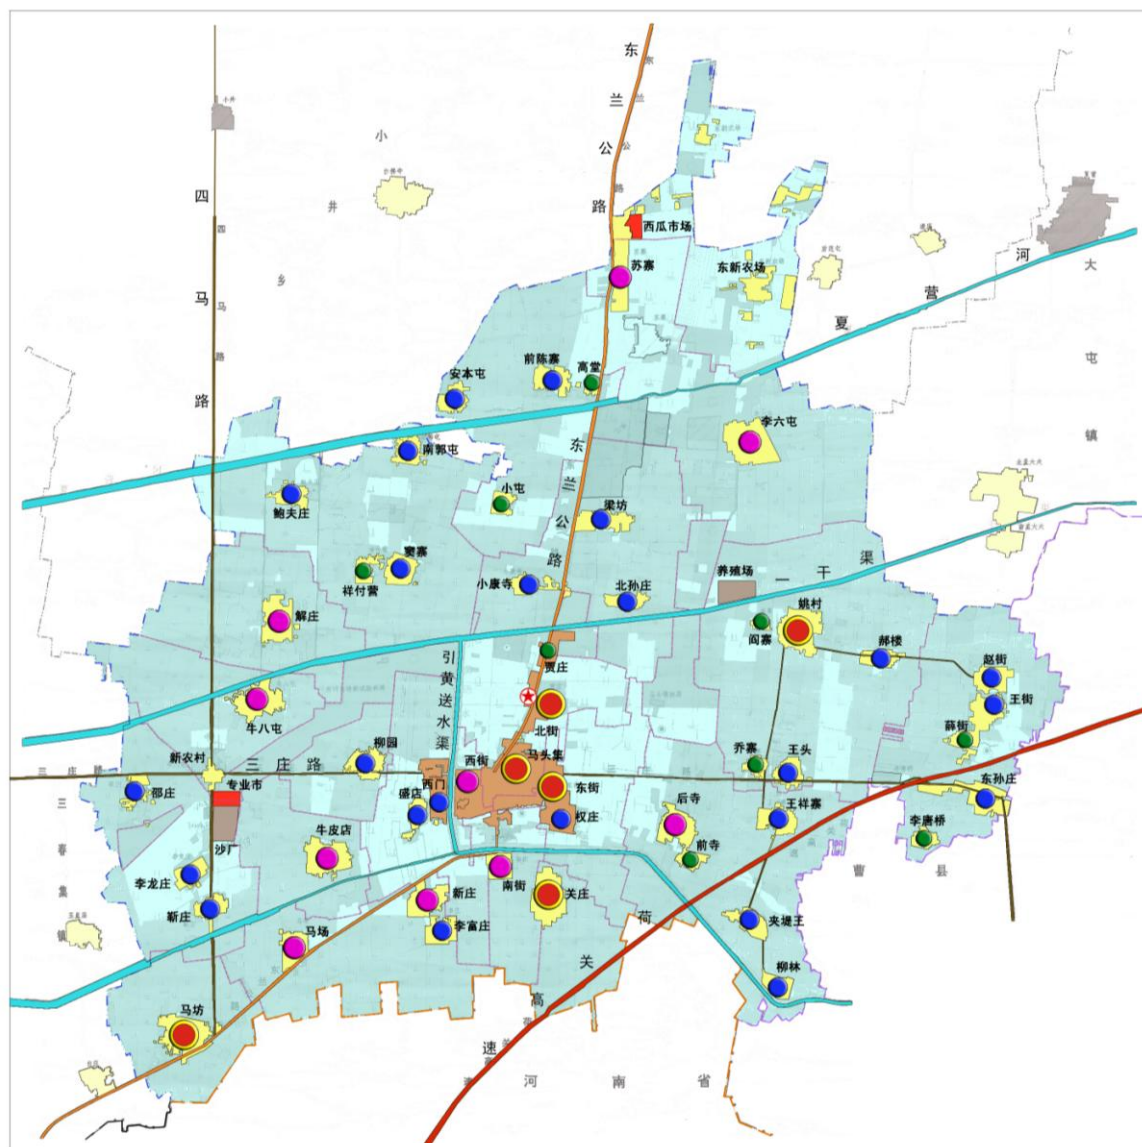 东
兰
公
路
小井
小
井
乡
四
马
路
西瓜市场
苏寨
东新农场
河
营
夏
大
屯
镇
前陈寨
高堂
安本屯
李六屯
南郭屯
东
兰
公
路
小屯
鲍夫庄
梁坊
窦寨
祥付营
小康寺
北孙庄
养殖场
一干渠
解庄
姚村
阎寨
郝楼
贾庄
引
黄
送
水
渠
赵街
王街
薛街
牛八屯
北街
柳园
马头集
新农村
三庄路
西街
乔寨
王头
专业市
西门
东街
东孙庄
邵庄
盛店
权庄
后寺
王祥寨
李唐桥
牛皮店
沙厂
前寺
三
春
集
镇
李龙庄
南街
曹县
新庄
关庄
靳庄
李富庄
夹堤王
荷
马场
关
柳林
高
马坊
速
河南省